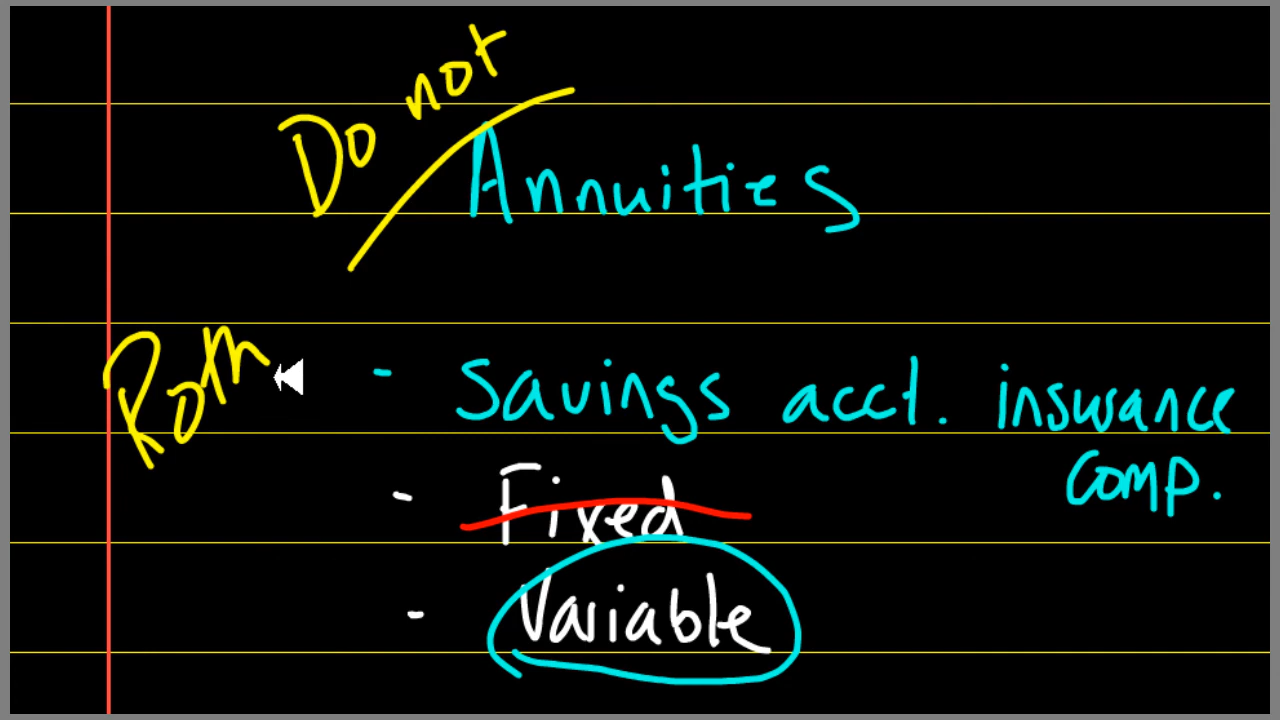 Do not
Annuities
Roth
- Savings acct. insurance
comp.
- Fixed
- Variable